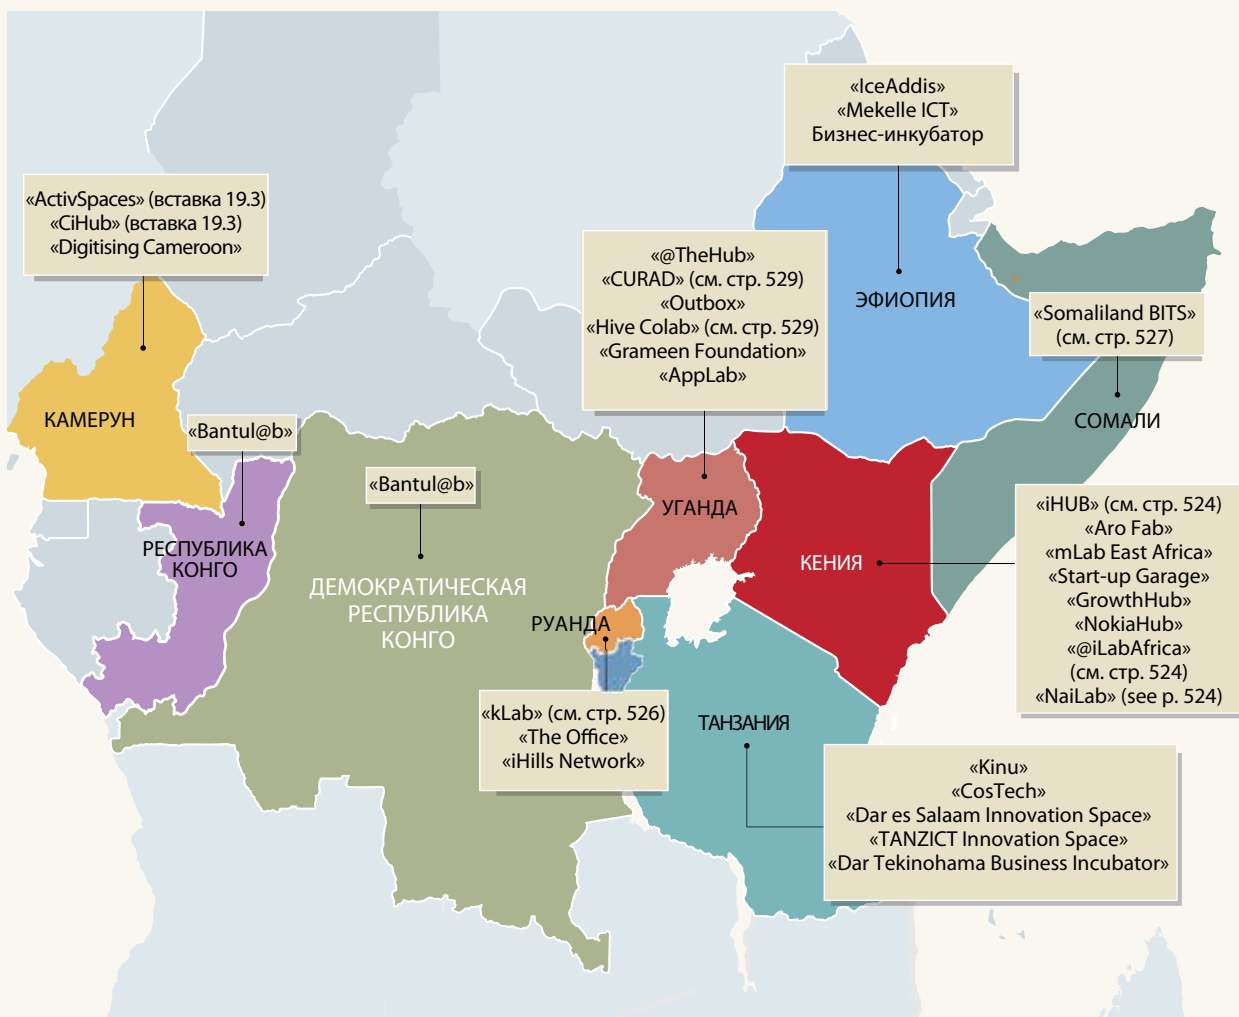 «IceAddis»
«Mekelle ICT»
Бизнес-инкубатор
«ActivSpaces» (вставка 19.3)
«CiHub» (вставка 19.3)
«Digitising Cameroon»
«@TheHub»
«CURAD» (см. стр. 529)
«Outbox»
«Hive Colab» (см. стр. 529)
«Grameen Foundation»
«AppLab»
ЭФИОПИЯ
«Somaliland BITS»
(см. стр. 527)
КАМЕРУН
«Bantul@b»
СОМАЛИ
«Bantul@b»
УГАНДА
«iHUB» (см. стр. 524)
«Aro Fab»
«mLab East Africa»
«Start-up Garage»
«GrowthHub»
«NokiaHub»
«@iLabAfrica»
(см. стр. 524)
«NaiLab» (see p. 524)
РЕСПУБЛИКА
КОНГО
КЕНИЯ
ДЕМОКРАТИЧЕСКАЯ
РЕСПУБЛИКА
КОНГО
РУАНДА
«kLab» (см. стр. 526)
«The Office»
«iHills Network»
ТАНЗАНИЯ
«Kinu»
«CosTech»
«Dar es Salaam Innovation Space»
«TANZICT Innovation Space»
«Dar Tekinohama Business Incubator»